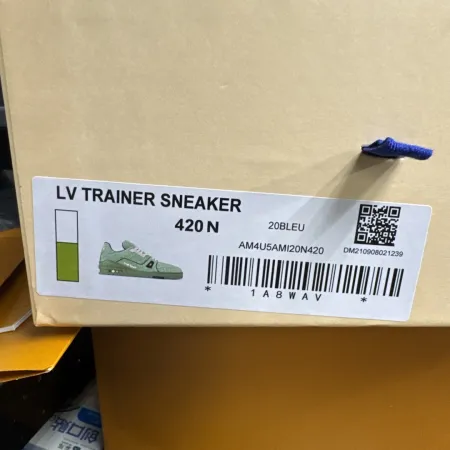 LV TRAINER SNEAKER
420 N
20BLEU
AM4U5AMI20N420
DM210908021239
* 1A8WAV *